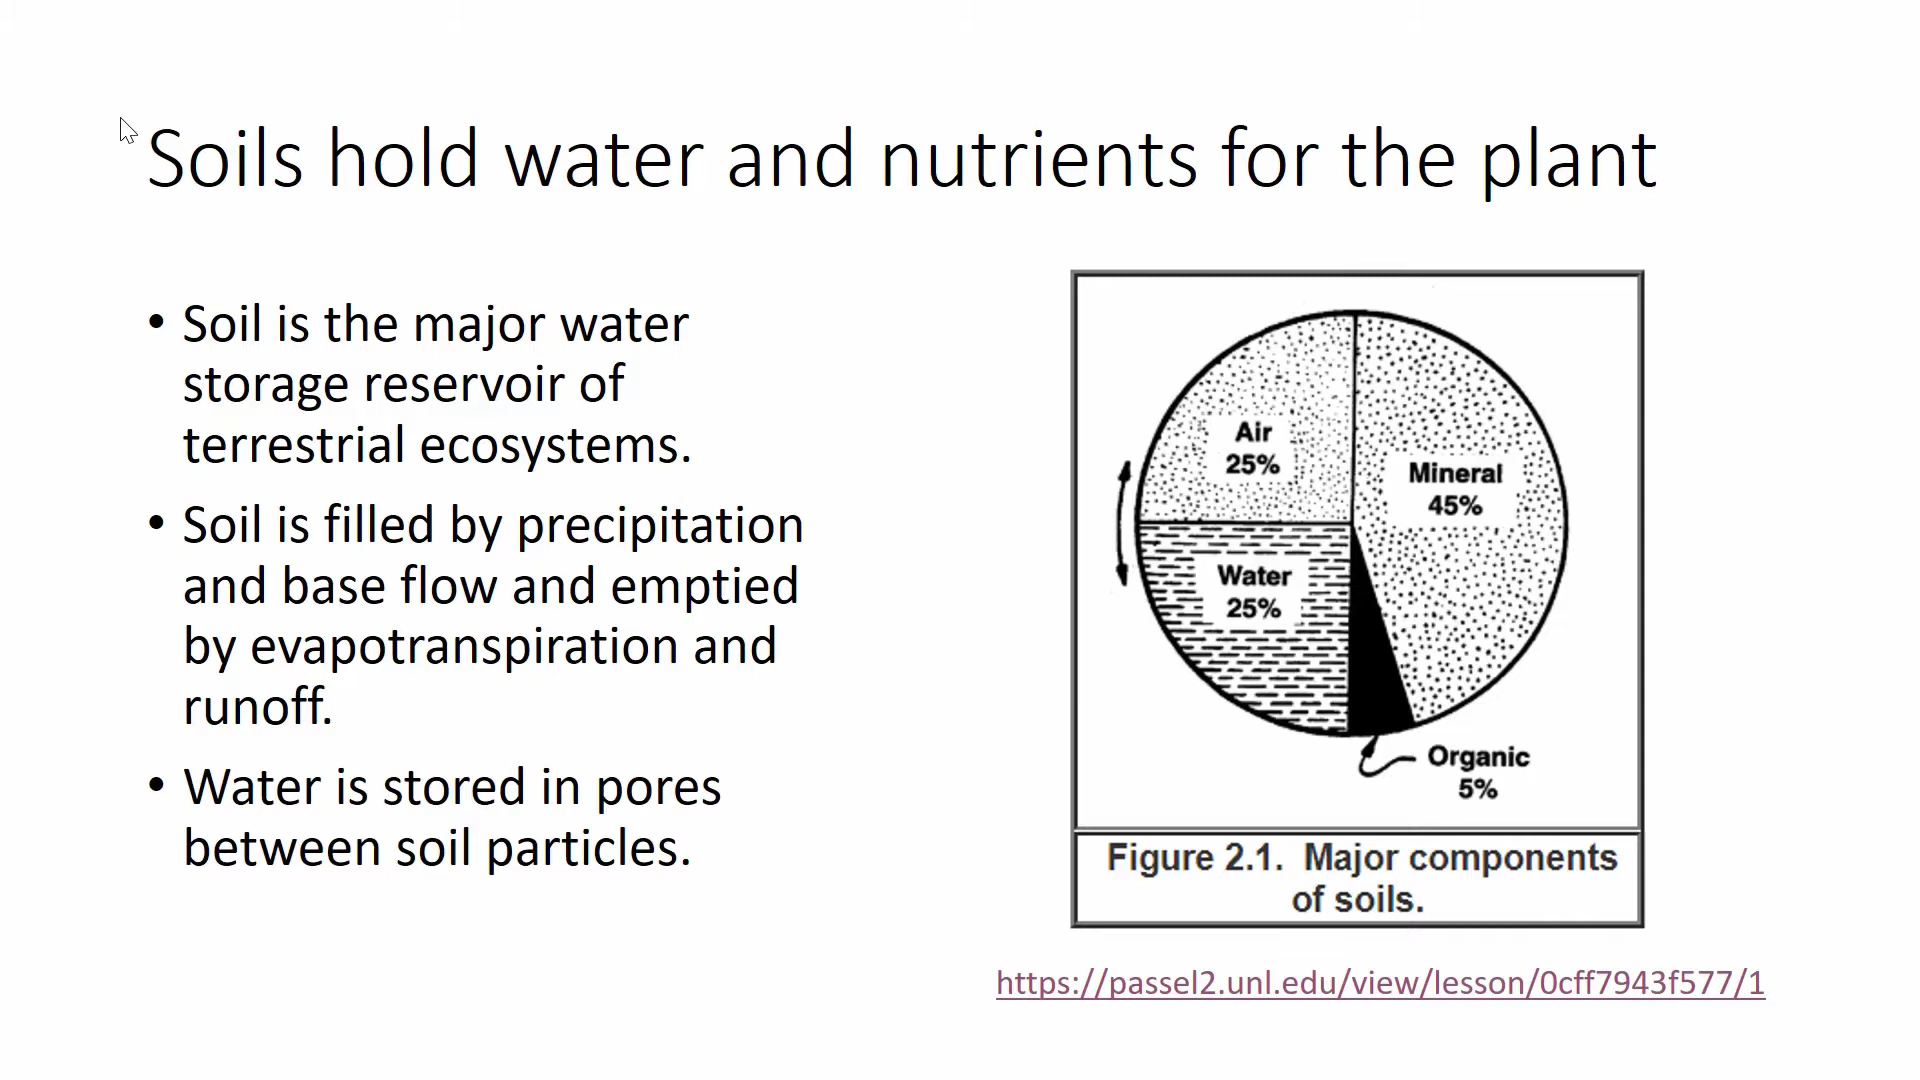 Soils hold water and nutrients for the plant
• Soil is the major water
storage reservoir of
terrestrial ecosystems.
• Soil is filled by precipitation
and base flow and emptied
by evapotranspiration and
runoff.
• Water is stored in pores
between soil particles.
Air
25%
Mineral
45%
Water
25%
Organic
5%
Figure 2.1. Major components
of soils.
https://passel2.unl.edu/view/lesson/0cff7943f577/1